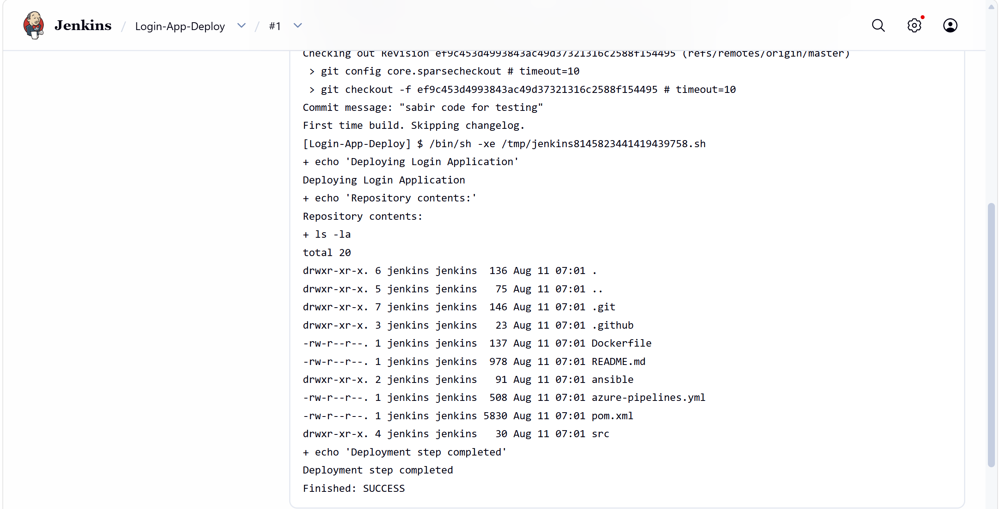 Jenkins / Login-App-Deploy / #1
Checking out Revision ef9c453d4993843ac49d37321316c2588f154495 (refs/remotes/origin/master)
 > git config core.sparsecheckout # timeout=10
 > git checkout -f ef9c453d4993843ac49d37321316c2588f154495 # timeout=10
Commit message: "sabir code for testing"
First time build. Skipping changelog.
[Login-App-Deploy] $ /bin/sh -xe /tmp/jenkins8145823441419439758.sh
+ echo 'Deploying Login Application'
Deploying Login Application
+ echo 'Repository contents:'
Repository contents:
+ ls -la
total 20
drwxr-xr-x. 6 jenkins jenkins  136 Aug 11 07:01 .
drwxr-xr-x. 5 jenkins jenkins   75 Aug 11 07:01 ..
drwxr-xr-x. 7 jenkins jenkins  146 Aug 11 07:01 .git
drwxr-xr-x. 3 jenkins jenkins   23 Aug 11 07:01 .github
-rw-r--r--. 1 jenkins jenkins  137 Aug 11 07:01 Dockerfile
-rw-r--r--. 1 jenkins jenkins  978 Aug 11 07:01 README.md
drwxr-xr-x. 2 jenkins jenkins   91 Aug 11 07:01 ansible
-rw-r--r--. 1 jenkins jenkins  508 Aug 11 07:01 azure-pipelines.yml
-rw-r--r--. 1 jenkins jenkins 5830 Aug 11 07:01 pom.xml
drwxr-xr-x. 4 jenkins jenkins   30 Aug 11 07:01 src
+ echo 'Deployment step completed'
Deployment step completed
Finished: SUCCESS